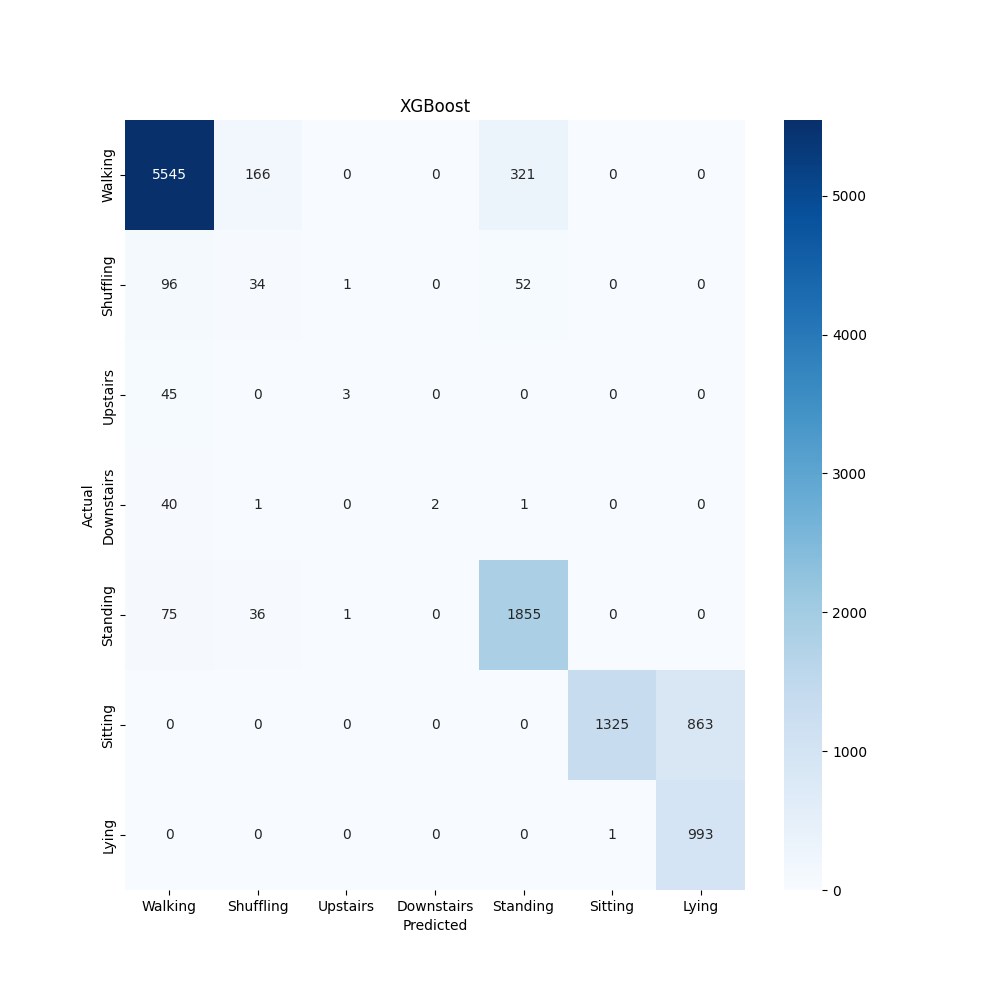 XGBoost
Walking 5545 166 0 0 321 0 0
Shuffling 96 34 1 0 52 0 0
Upstairs 45 0 3 0 0 0 0
Downstairs 40 1 0 2 1 0 0
Standing 75 36 1 0 1855 0 0
Sitting 0 0 0 0 0 1325 863
Lying 0 0 0 0 0 1 993
Actual
Walking Shuffling Upstairs Downstairs Standing Sitting Lying
Predicted
5000
4000
3000
2000
1000
0